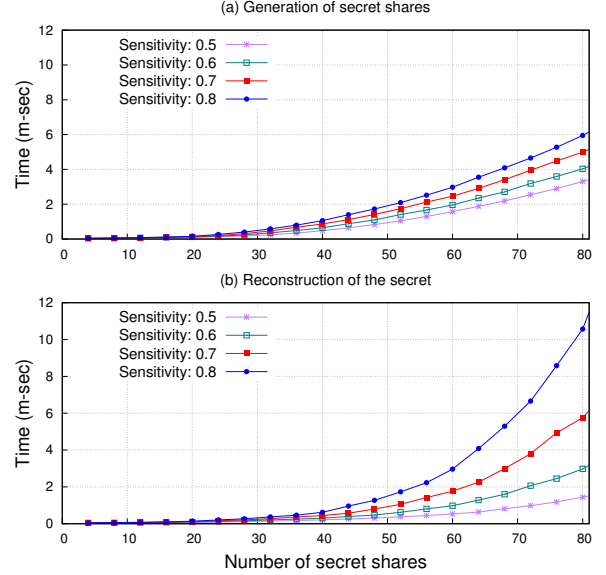 (a) Generation of secret shares
12
10
8
6
4
2
0
Time (m-sec)
Sensitivity: 0.5
Sensitivity: 0.6
Sensitivity: 0.7
Sensitivity: 0.8
0 10 20 30 40 50 60 70 80
(b) Reconstruction of the secret
12
10
8
6
4
2
0
Time (m-sec)
Sensitivity: 0.5
Sensitivity: 0.6
Sensitivity: 0.7
Sensitivity: 0.8
0 10 20 30 40 50 60 70 80
Number of secret shares